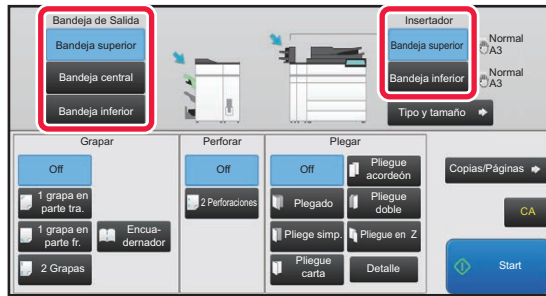 Bandeja de Salida
Bandeja superior
Bandeja central
Bandeja inferior
Insertador
Bandeja superior
Normal
A3
Bandeja inferior
Normal
A3
Tipo y tamaño
Grapar
Off
1 grapa en
parte tra.
1 grapa en
parte fr.
Encua-
dernador
2 Grapas
Perforar
Off
2 Perforaciones
Plegar
Off
Pliegue
acordeón
Plegado
Pliegue
doble
Pliege simp.
Pliegue en Z
Pliegue
carta
Detalle
Copias/Páginas
CA
Start